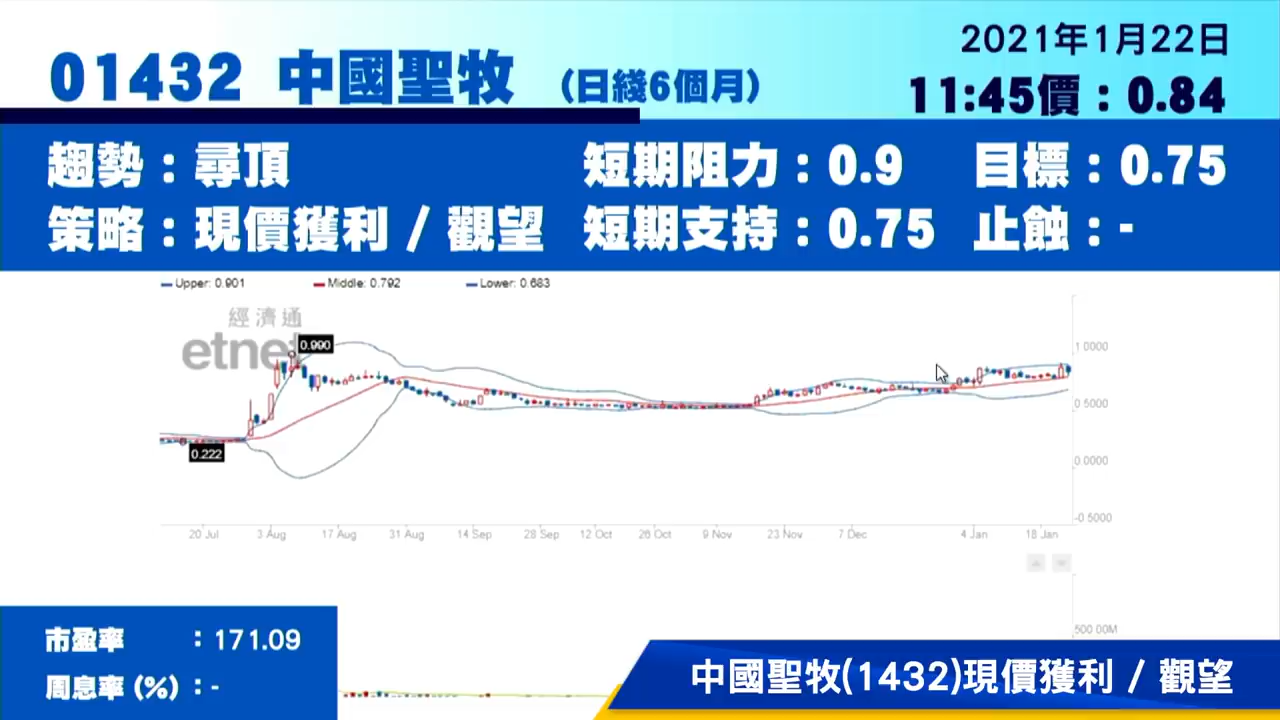 01432 中國聖牧 (日綫6個月)
2021年1月22日
11:45價：0.84
趨勢：尋頂
短期阻力：0.9
目標：0.75
策略：現價獲利 / 觀望
短期支持：0.75
止蝕：-
Upper: 0.901 Middle: 0.792 Lower: 0.683
經濟通
etnet
0.990
0.222
1.0000
0.5000
0.0000
-0.5000
20 Jul 3 Aug 17 Aug 31 Aug 14 Sep 28 Sep 12 Oct 26 Oct 9 Nov 23 Nov 7 Dec 4 Jan 18 Jan
500.00M
市盈率 ：171.09
周息率 (%) ：-
中國聖牧(1432)現價獲利 / 觀望